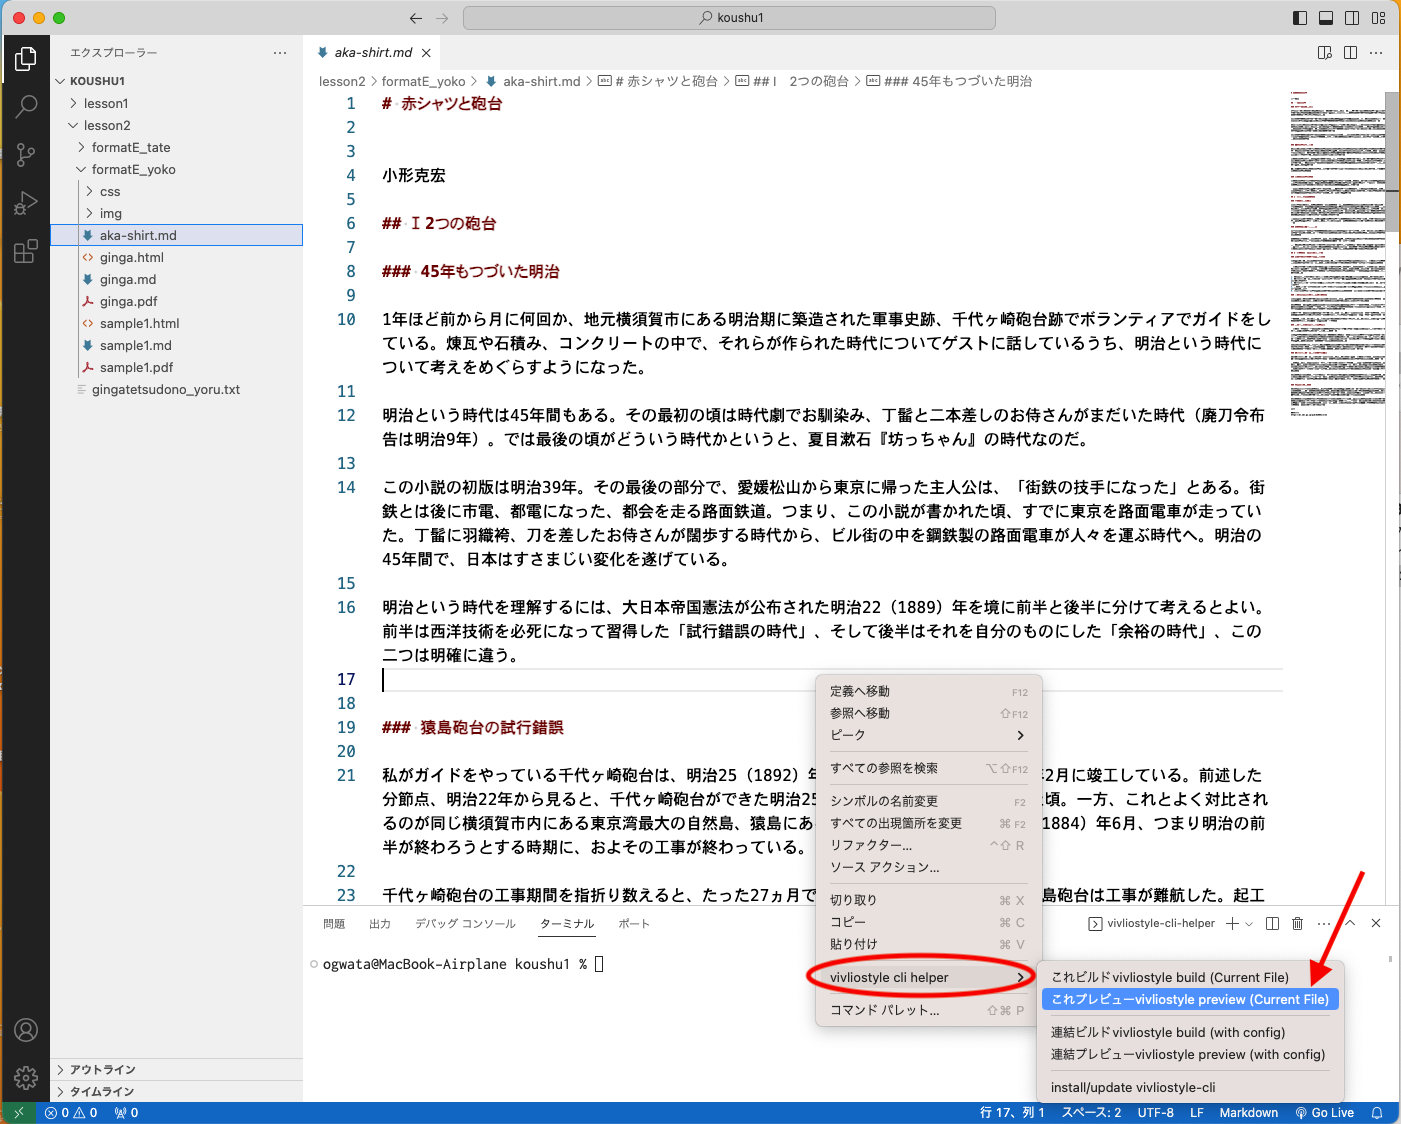 koushu1
エクスプローラー
KOUSHU1
lesson1
lesson2
formatE_tate
formatE_yoko
css
img
aka-shirt.md
ginga.html
ginga.md
ginga.pdf
sample1.html
sample1.md
sample1.pdf
gingatetsudono_yoru.txt
アウトライン
タイムライン
aka-shirt.md
lesson2 > formatE_yoko > aka-shirt.md > # 赤シャツと砲台 > ## I 2つの砲台 > ### 45年もつづいた明治
1 # 赤シャツと砲台
2
3
4 小形克宏
5
6 ## Ｉ 2つの砲台
7
8 ### 45年もつづいた明治
9
10 1年ほど前から月に何回か、地元横須賀市にある明治期に築造された軍事史跡、千代ヶ崎砲台跡でボランティアでガイドをし
ている。煉瓦や石積み、コンクリートの中で、それらが作られた時代についてゲストに話しているうち、明治という時代に
ついて考えをめぐらすようになった。
11
12 明治という時代は45年間もある。その最初の頃は時代劇でお馴染み、丁髷と二本差しのお侍さんがまだいた時代（廃刀令布
告は明治9年）。では最後の頃がどういう時代かというと、夏目漱石『坊っちゃん』の時代なのだ。
13
14 この小説の初版は明治39年。その最後の部分で、愛媛松山から東京に帰った主人公は、「街鉄の技手になった」とある。街
鉄とは後に市電、都電になった、都会を走る路面鉄道。つまり、この小説が書かれた頃、すでに東京を路面電車が走ってい
た。丁髷に羽織袴、刀を差したお侍さんが闊歩する時代から、ビル街の中を鋼鉄製の路面電車が人々を運ぶ時代へ。明治の
45年間で、日本はすさまじい変化を遂げている。
15
16 明治という時代を理解するには、大日本帝国憲法が公布された明治22（1889）年を境に前半と後半に分けて考えるとよい。
前半は西洋技術を必死になって習得した「試行錯誤の時代」、そして後半はそれを自分のものにした「余裕の時代」、この
二つは明確に違う。
17
18
19 ### 猿島砲台の試行錯誤
20
21 私がガイドをやっている千代ヶ崎砲台は、明治25（1892）年 年2月に竣工している。前述した
分節点、明治22年から見ると、千代ヶ崎砲台ができた明治25 頃。一方、これとよく対比され
るのが同じ横須賀市内にある東京湾最大の自然島、猿島にあ 1884）年6月、つまり明治の前
半が終わろうとする時期に、およその工事が終わっている。
22
23 千代ヶ崎砲台の工事期間を指折り数えると、たった27ヵ月で 島砲台は工事が難航した。起工
定義へ移動 F12
参照へ移動 ⇧F12
ピーク
すべての参照を検索 ⌥⇧F12
シンボルの名前変更 F2
すべての出現箇所を変更 ⌘F2
リファクター... ^⇧R
ソース アクション...
切り取り ⌘X
コピー ⌘C
貼り付け ⌘V
vivliostyle cli helper
コマンド パレット... ⇧⌘P
これビルドvivliostyle build (Current File)
これプレビューvivliostyle preview (Current File)
連結ビルドvivliostyle build (with config)
連結プレビューvivliostyle preview (with config)
install/update vivliostyle-cli
問題 出力 デバッグ コンソール ターミナル ポート
vivliostyle-cli-helper
ogwata@MacBook-Airplane koushu1 %
0 0 0
行 17、列 1 スペース: 2 UTF-8 LF Markdown Go Live